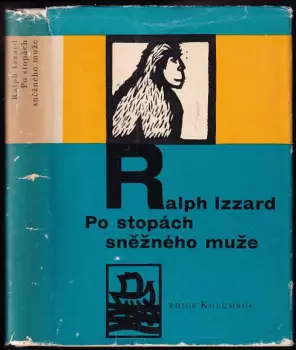 Ralph Izzard
Po stopách
sněžného muže
Ralph Izzard
Po stopách
sněžného muže
EDICE KOLUMBUS